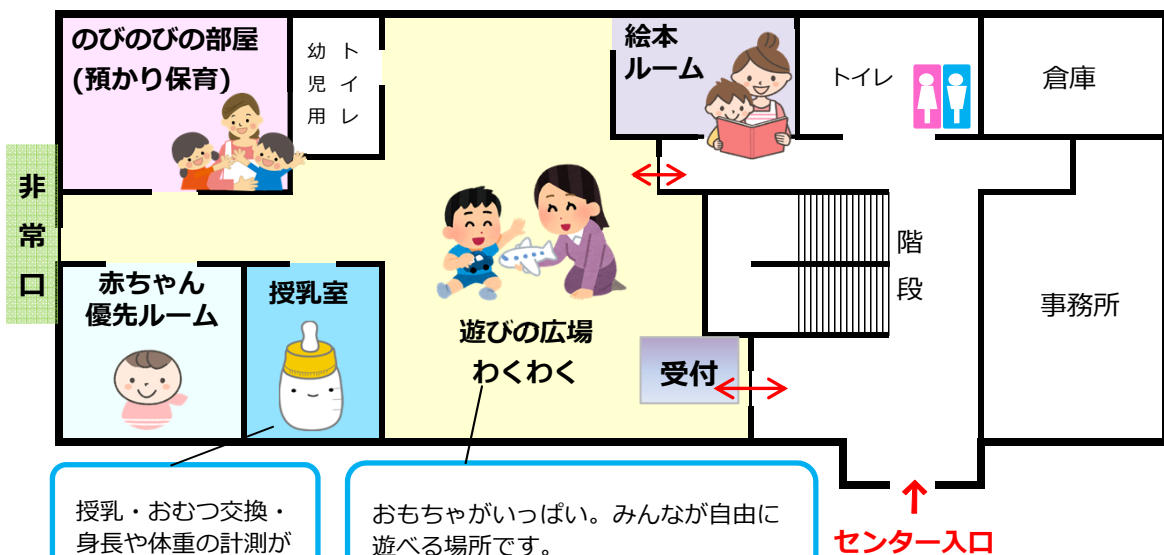 のびのびの部屋
(預かり保育)
幼児用
トイレ
絵本
ルーム
トイレ
倉庫
非常口
階段
事務所
赤ちゃん
優先ルーム
授乳室
遊びの広場
わくわく
受付
授乳・おむつ交換・
身長や体重の計測が
おもちゃがいっぱい。みんなが自由に
遊べる場所です。
センター入口